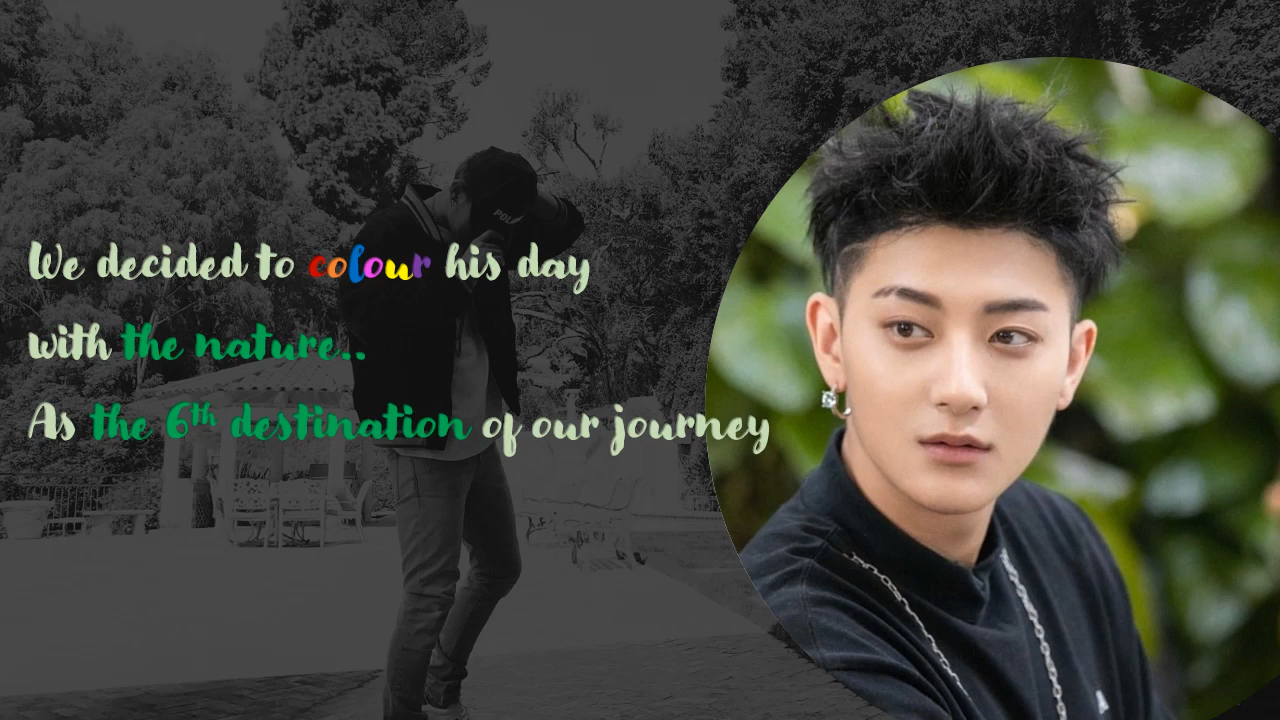 We decided to colour his day
with the nature..
As the 6th destination of our journey